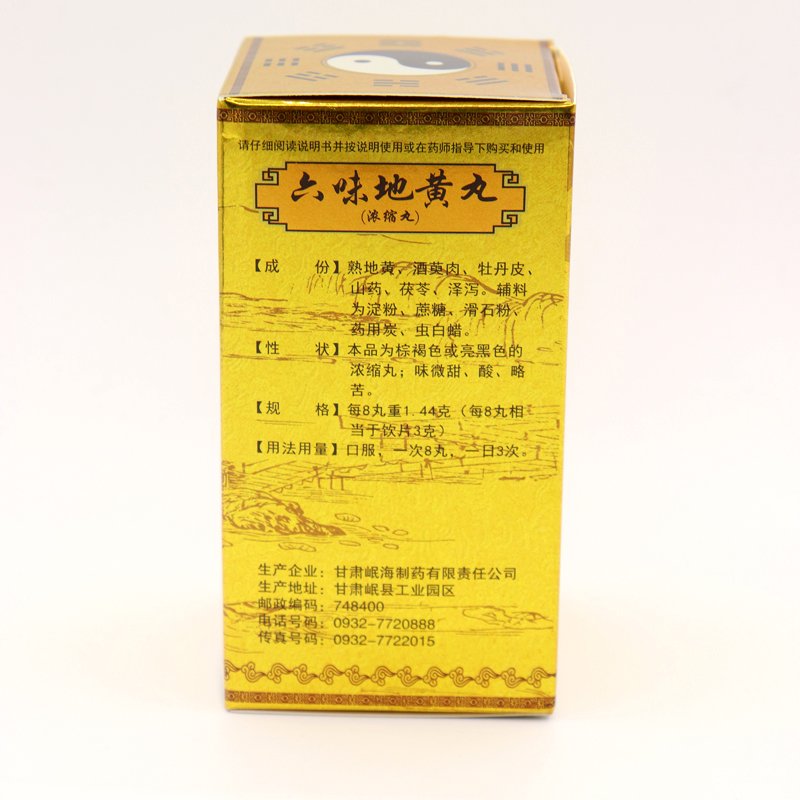 请仔细阅读说明书并按说明使用或在药师指导下购买和使用
六味地黄丸
(浓缩丸)
【成 份】熟地黄、酒萸肉、牡丹皮、
山药、茯苓、泽泻。辅料
为淀粉、蔗糖、滑石粉、
药用炭、虫白蜡。
【性 状】本品为棕褐色或亮黑色的
浓缩丸；味微甜、酸、略
苦。
【规 格】每8丸重1.44克（每8丸相
当于饮片3克）
【用法用量】口服，一次8丸，一日3次。
生产企业：甘肃岷海制药有限责任公司
生产地址：甘肃岷县工业园区
邮政编码：748400
电话号码：0932-7720888
传真号码：0932-7722015